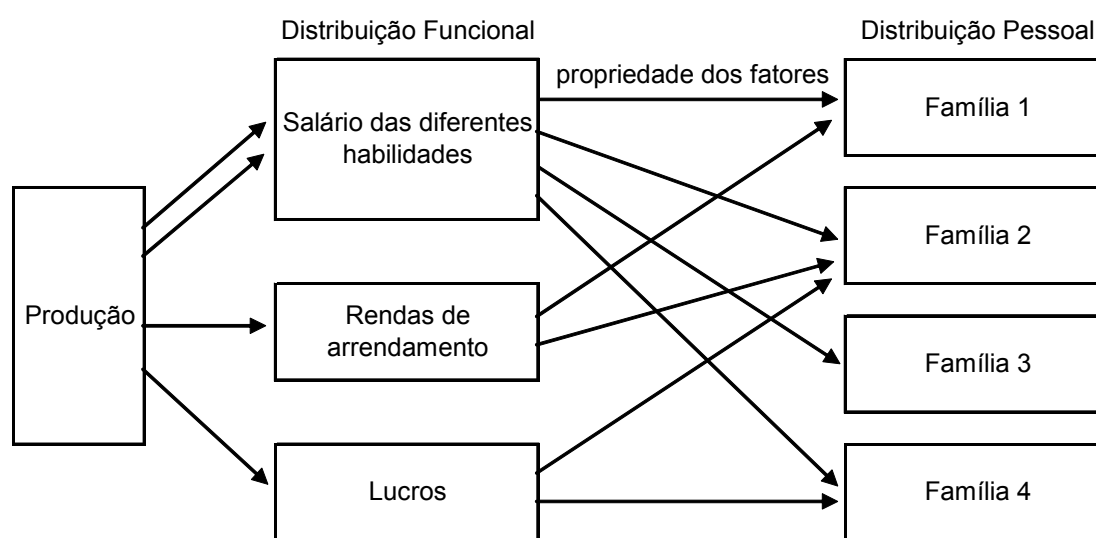 Distribuição Funcional
Distribuição Pessoal
propriedade dos fatores
Salário das diferentes
habilidades
Família 1
Família 2
Produção
Rendas de
arrendamento
Família 3
Lucros
Família 4